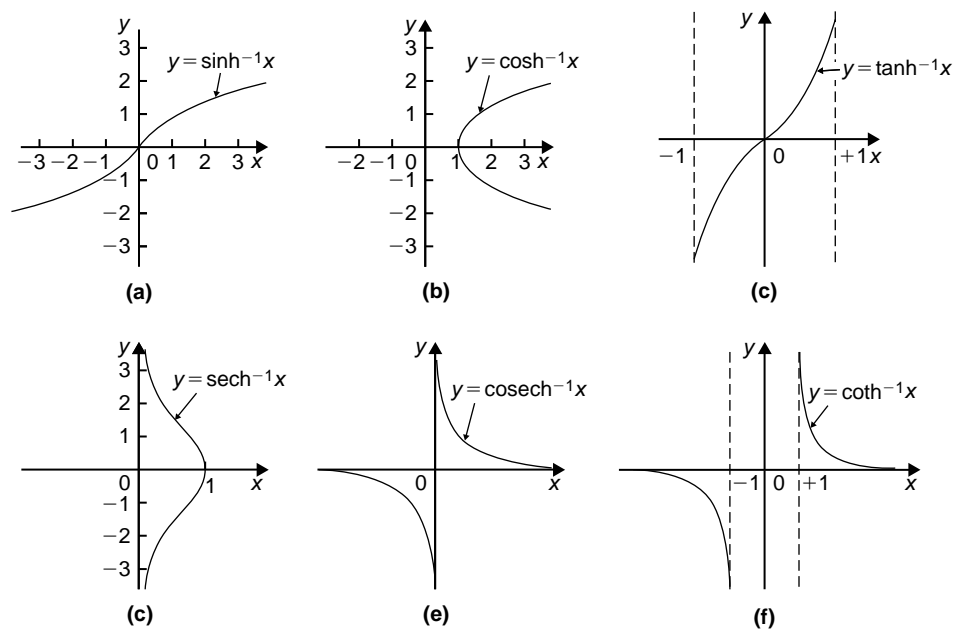 y
3
y = sinh⁻¹x
2
1
−3 −2 −1 0 1 2 3 x
−1
−2
−3
(a)
y
3
y = cosh⁻¹x
2
1
−2 −1 0 1 2 3 x
−1
−2
−3
(b)
y
y = tanh⁻¹x
−1 0 +1 x
(c)
y
3
y = sech⁻¹x
2
1
0 1 x
−1
−2
−3
(c)
y
y = cosech⁻¹x
0 x
(e)
y
y = coth⁻¹x
−1 0 +1 x
(f)